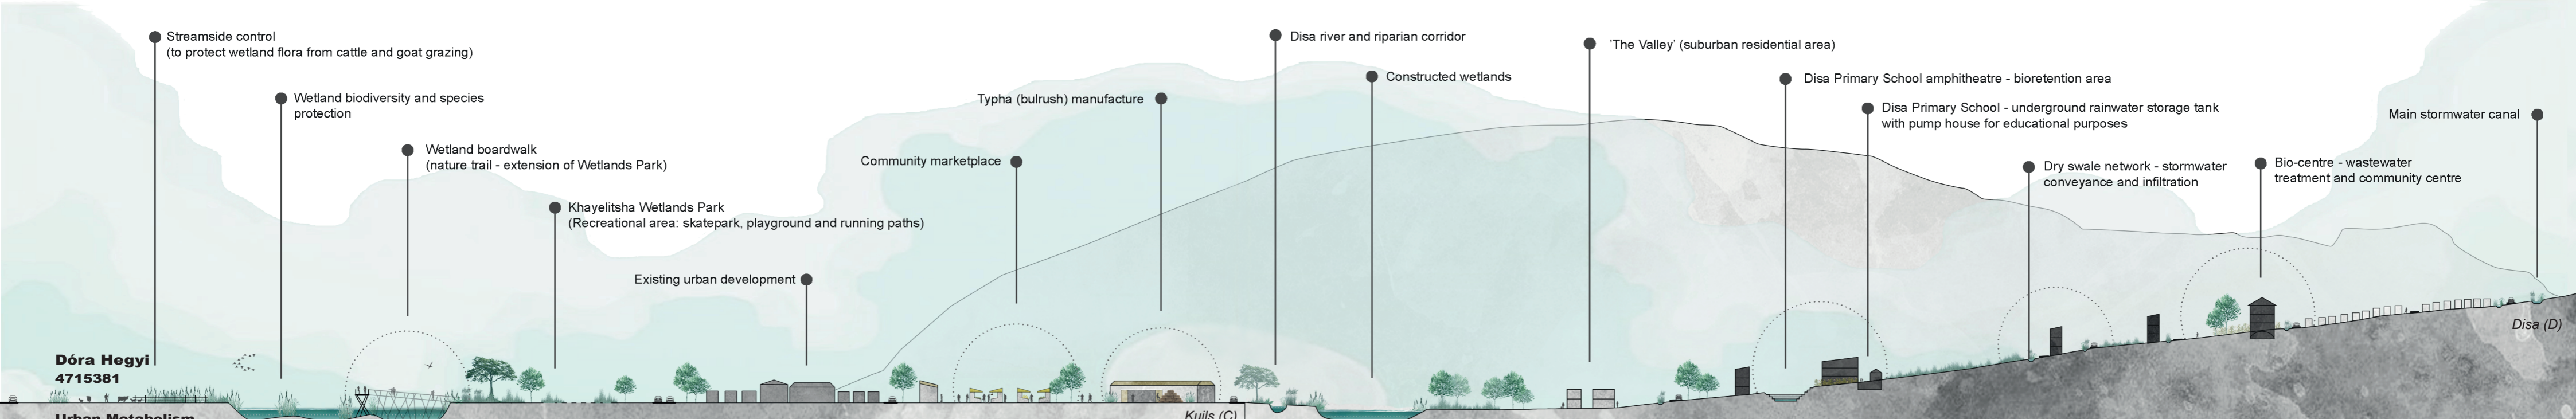 Streamside control
(to protect wetland flora from cattle and goat grazing)
Wetland biodiversity and species
protection
Wetland boardwalk
(nature trail - extension of Wetlands Park)
Khayelitsha Wetlands Park
(Recreational area: skatepark, playground and running paths)
Existing urban development
Community marketplace
Typha (bulrush) manufacture
Disa river and riparian corridor
Constructed wetlands
'The Valley' (suburban residential area)
Disa Primary School amphitheatre - bioretention area
Disa Primary School - underground rainwater storage tank
with pump house for educational purposes
Dry swale network - stormwater
conveyance and infiltration
Bio-centre - wastewater
treatment and community centre
Main stormwater canal
Disa (D)
Dóra Hegyi
4715381
Urban Metabolism
Kuils (C)